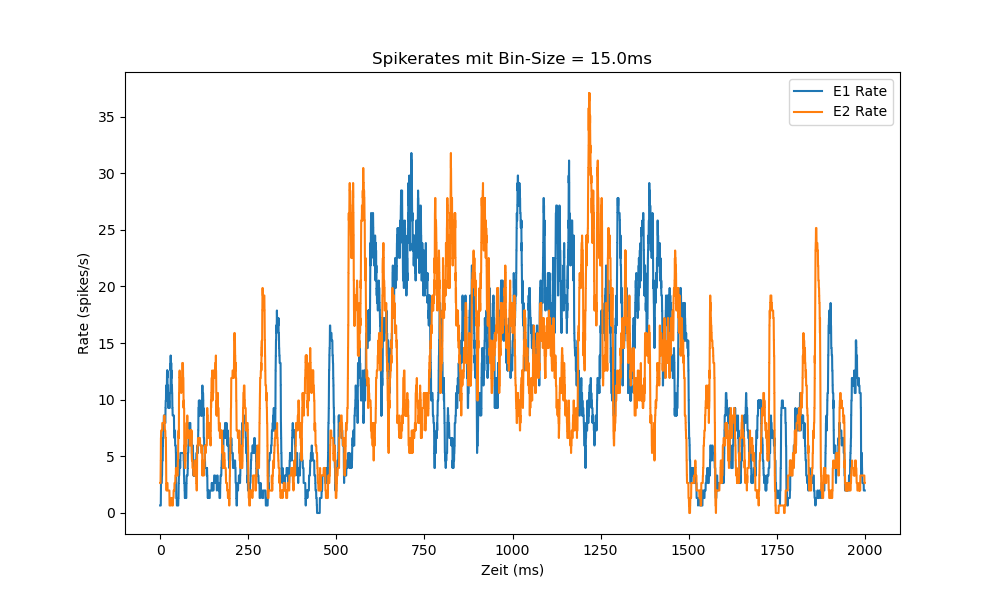 Spikerates mit Bin-Size = 15.0ms
E1 Rate
E2 Rate
35
30
25
20
15
10
5
0
Rate (spikes/s)
0 250 500 750 1000 1250 1500 1750 2000
Zeit (ms)